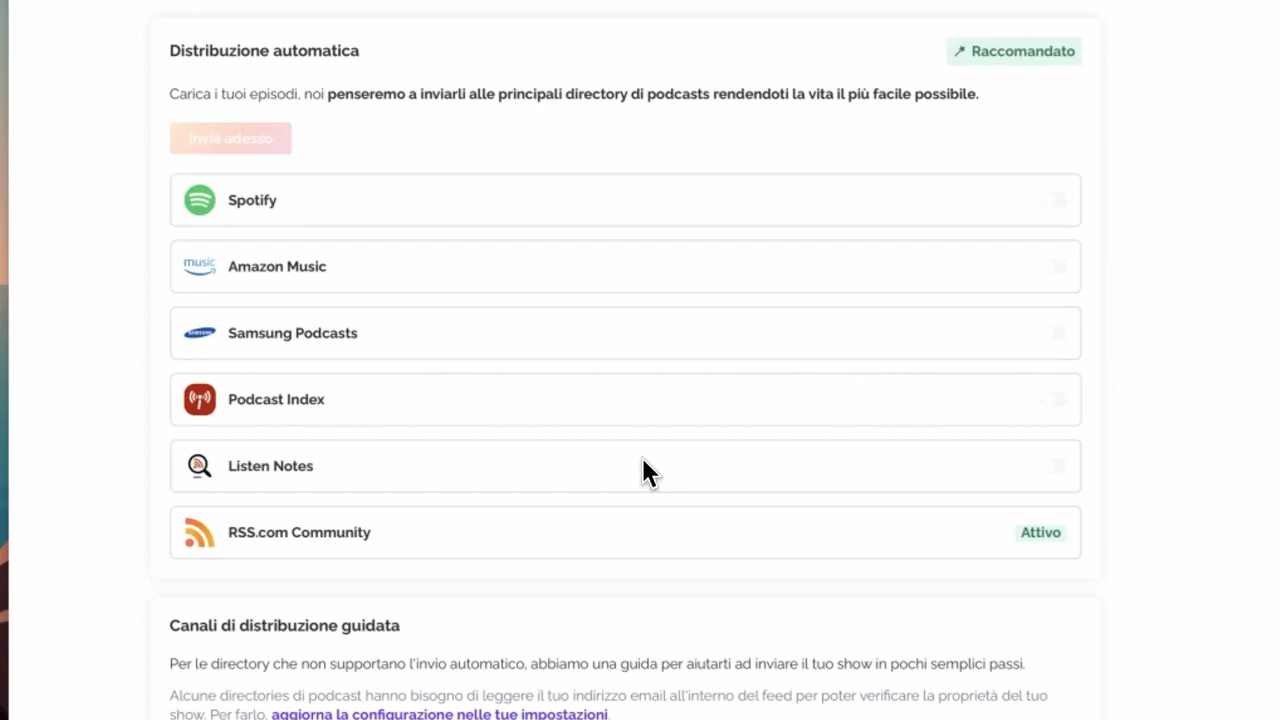 Distribuzione automatica
Raccomandato
Carica i tuoi episodi, noi penseremo a inviarli alle principali directory di podcasts rendendoti la vita il più facile possibile.
Invia adesso
Spotify
music
Amazon Music
SAMSUNG
Samsung Podcasts
Podcast Index
Listen Notes
RSS.com Community
Attivo
Canali di distribuzione guidata
Per le directory che non supportano l'invio automatico, abbiamo una guida per aiutarti ad inviare il tuo show in pochi semplici passi.
Alcune directories di podcast hanno bisogno di leggere il tuo indirizzo email all'interno del feed per poter verificare la proprietà del tuo
show. Per farlo, aggiorna la configurazione nelle tue impostazioni.